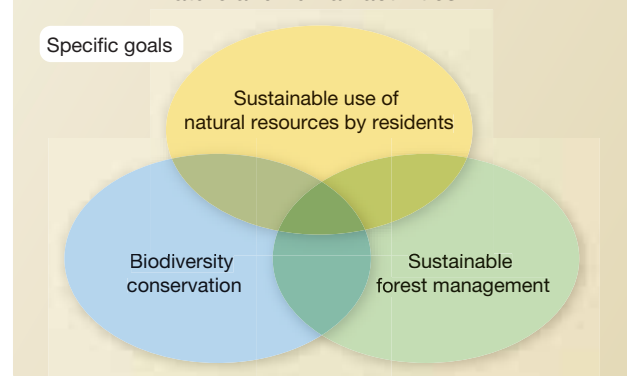 Specific goals
Sustainable use of
natural resources by residents
Biodiversity
conservation
Sustainable
forest management